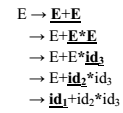 E → E+E
→ E+E*E
→ E+E*id₃
→ E+id₂*id₃
→ id₁+id₂*id₃